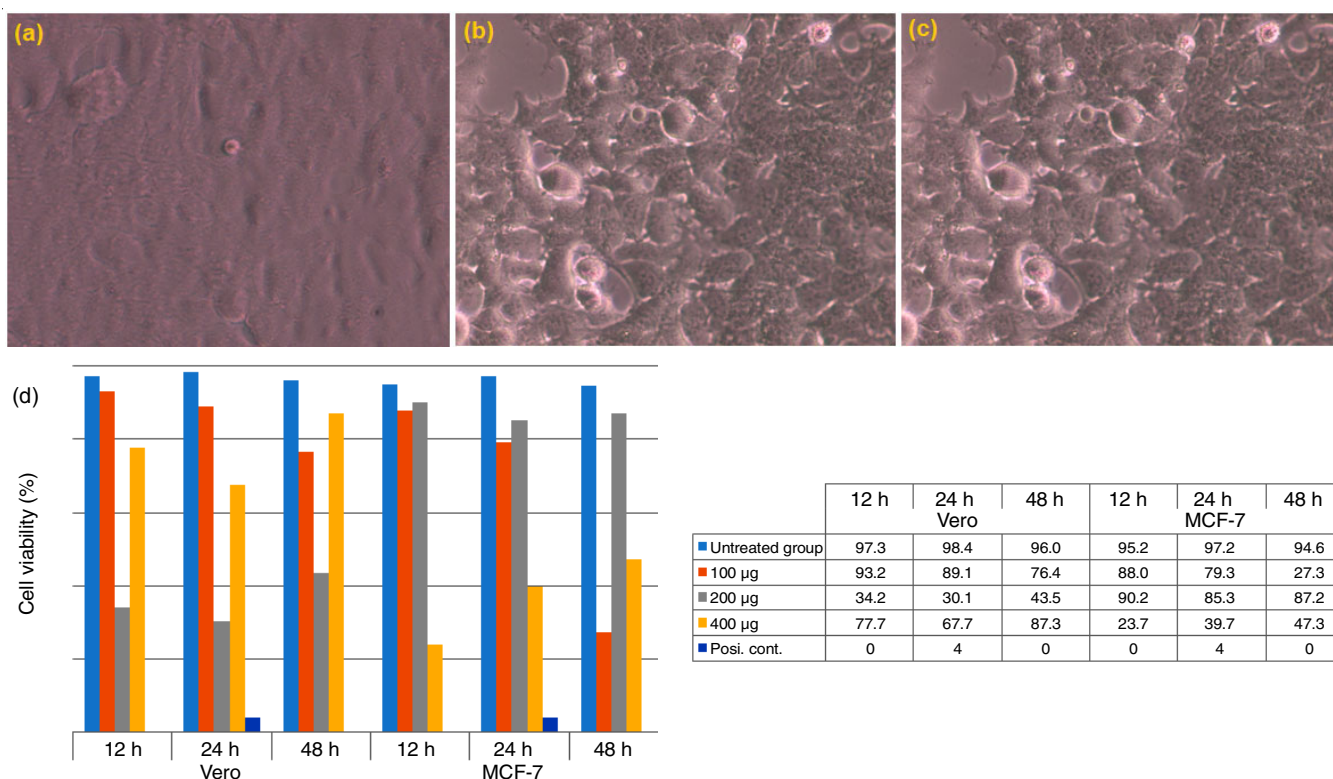 (a)
(b)
(c)
(d)
Cell viability (%)
12 h 24 h 48 h 12 h 24 h 48 h
Vero MCF-7
12 h 24 h 48 h 12 h 24 h 48 h
Vero MCF-7
Untreated group 97.3 98.4 96.0 95.2 97.2 94.6
100 µg 93.2 89.1 76.4 88.0 79.3 27.3
200 µg 34.2 30.1 43.5 90.2 85.3 87.2
400 µg 77.7 67.7 87.3 23.7 39.7 47.3
Posi. cont. 0 4 0 0 4 0